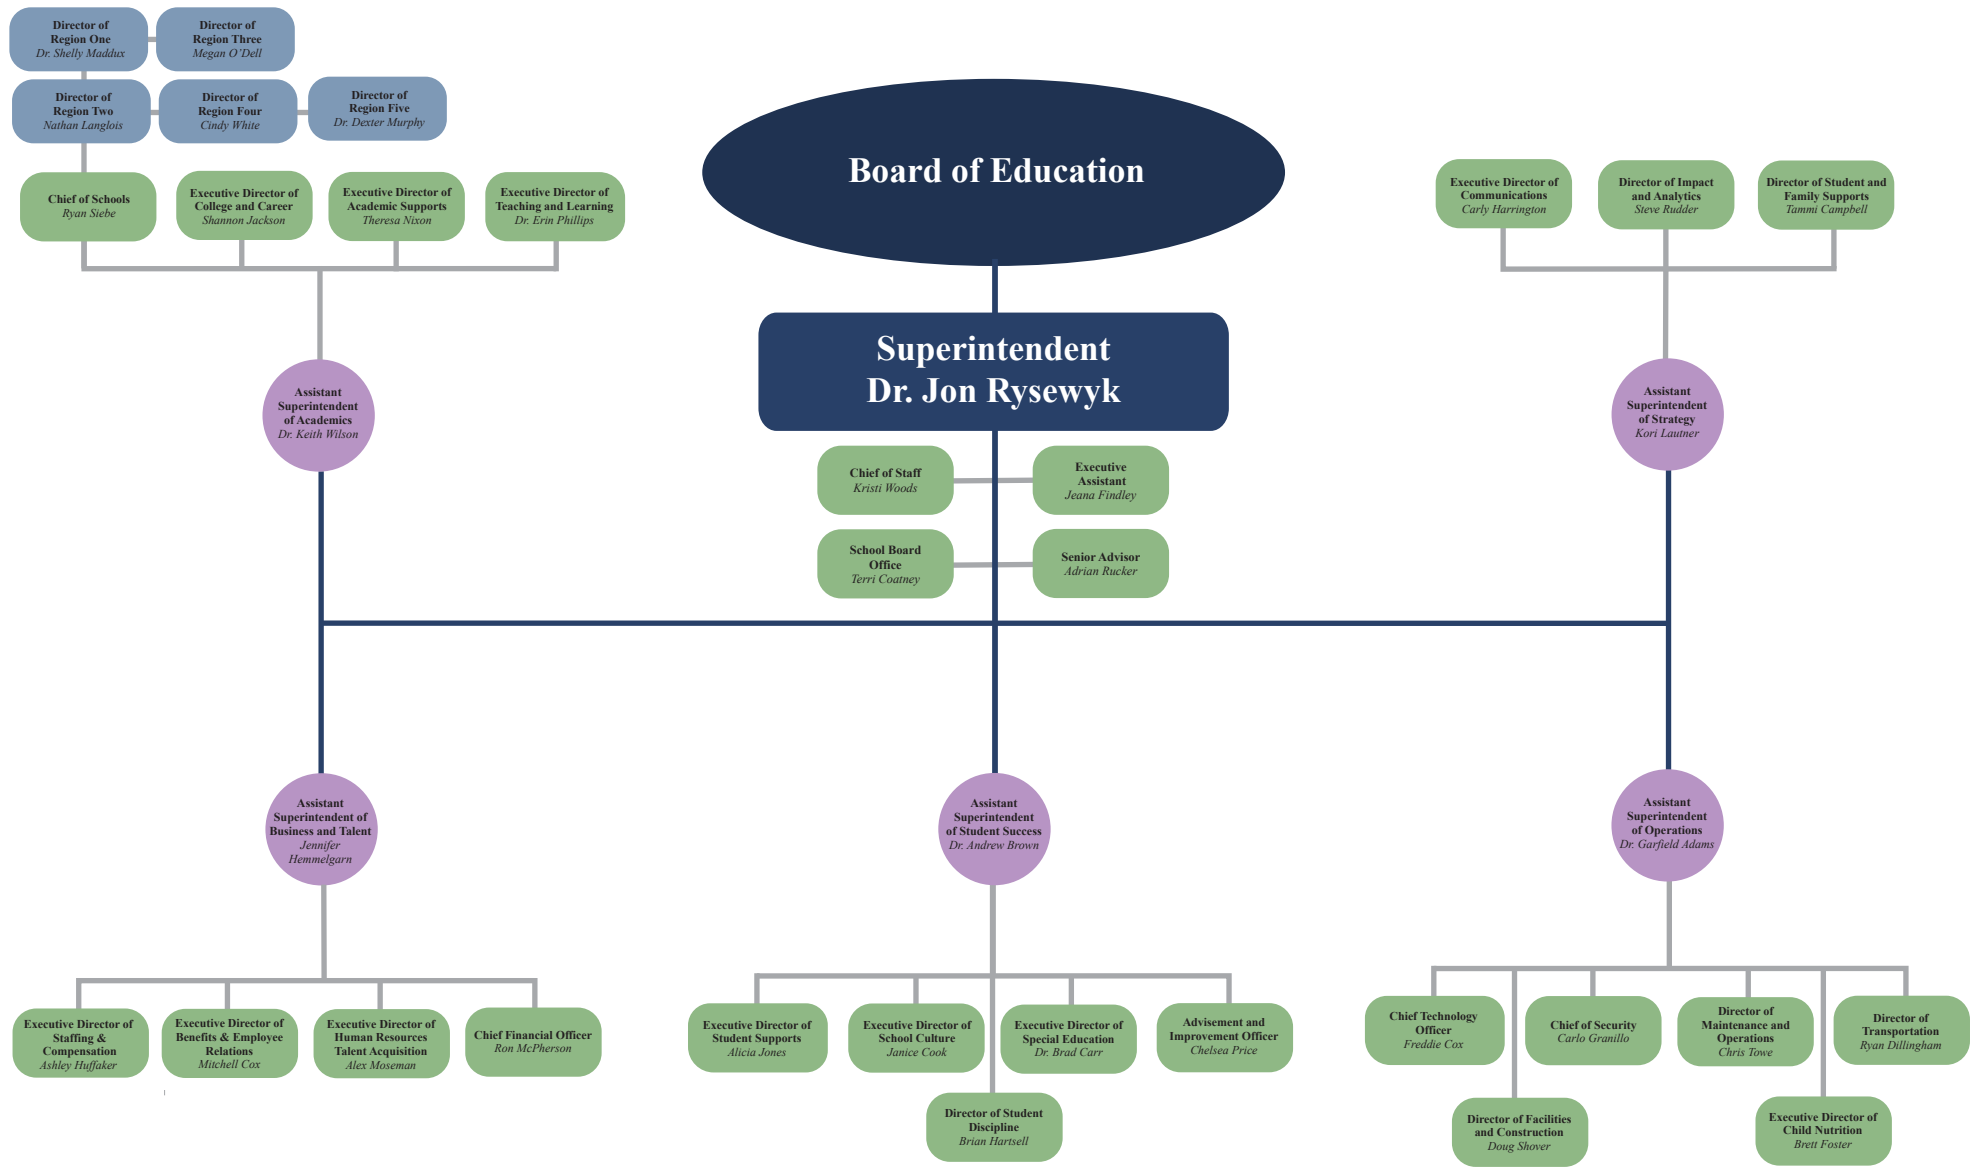 Director of
Region One
Dr. Shelly Maddux
Director of
Region Three
Megan O'Dell
Director of
Region Two
Nathan Langlois
Director of
Region Four
Cindy White
Director of
Region Five
Dr. Dexter Murphy
Chief of Schools
Ryan Siebe
Executive Director of
College and Career
Shannon Jackson
Executive Director of
Academic Supports
Theresa Nixon
Executive Director of
Teaching and Learning
Dr. Erin Phillips
Board of Education
Executive Director of
Communications
Carly Harrington
Director of Impact
and Analytics
Steve Rudder
Director of Student and
Family Supports
Tammi Campbell
Superintendent
Dr. Jon Rysewyk
Assistant
Superintendent
of Academics
Dr. Keith Wilson
Assistant
Superintendent
of Strategy
Kori Lautner
Chief of Staff
Kristi Woods
Executive
Assistant
Jeana Findley
School Board
Office
Terri Coatney
Senior Advisor
Adrian Rucker
Assistant
Superintendent of
Business and Talent
Jennifer
Hemmelgarn
Assistant
Superintendent
of Student Success
Dr. Andrew Brown
Assistant
Superintendent
of Operations
Dr. Garfield Adams
Executive Director of
Staffing &
Compensation
Ashley Huffaker
Executive Director of
Benefits & Employee
Relations
Mitchell Cox
Executive Director of
Human Resources
Talent Acquisition
Alex Moseman
Chief Financial Officer
Ron McPherson
Executive Director of
Student Supports
Alicia Jones
Executive Director of
School Culture
Janice Cook
Executive Director of
Special Education
Dr. Brad Carr
Advisement and
Improvement Officer
Chelsea Price
Director of Student
Discipline
Brian Hartsell
Chief Technology
Officer
Freddie Cox
Chief of Security
Carlo Granillo
Director of
Maintenance and
Operations
Chris Towe
Director of
Transportation
Ryan Dillingham
Director of Facilities
and Construction
Doug Shover
Executive Director of
Child Nutrition
Brett Foster